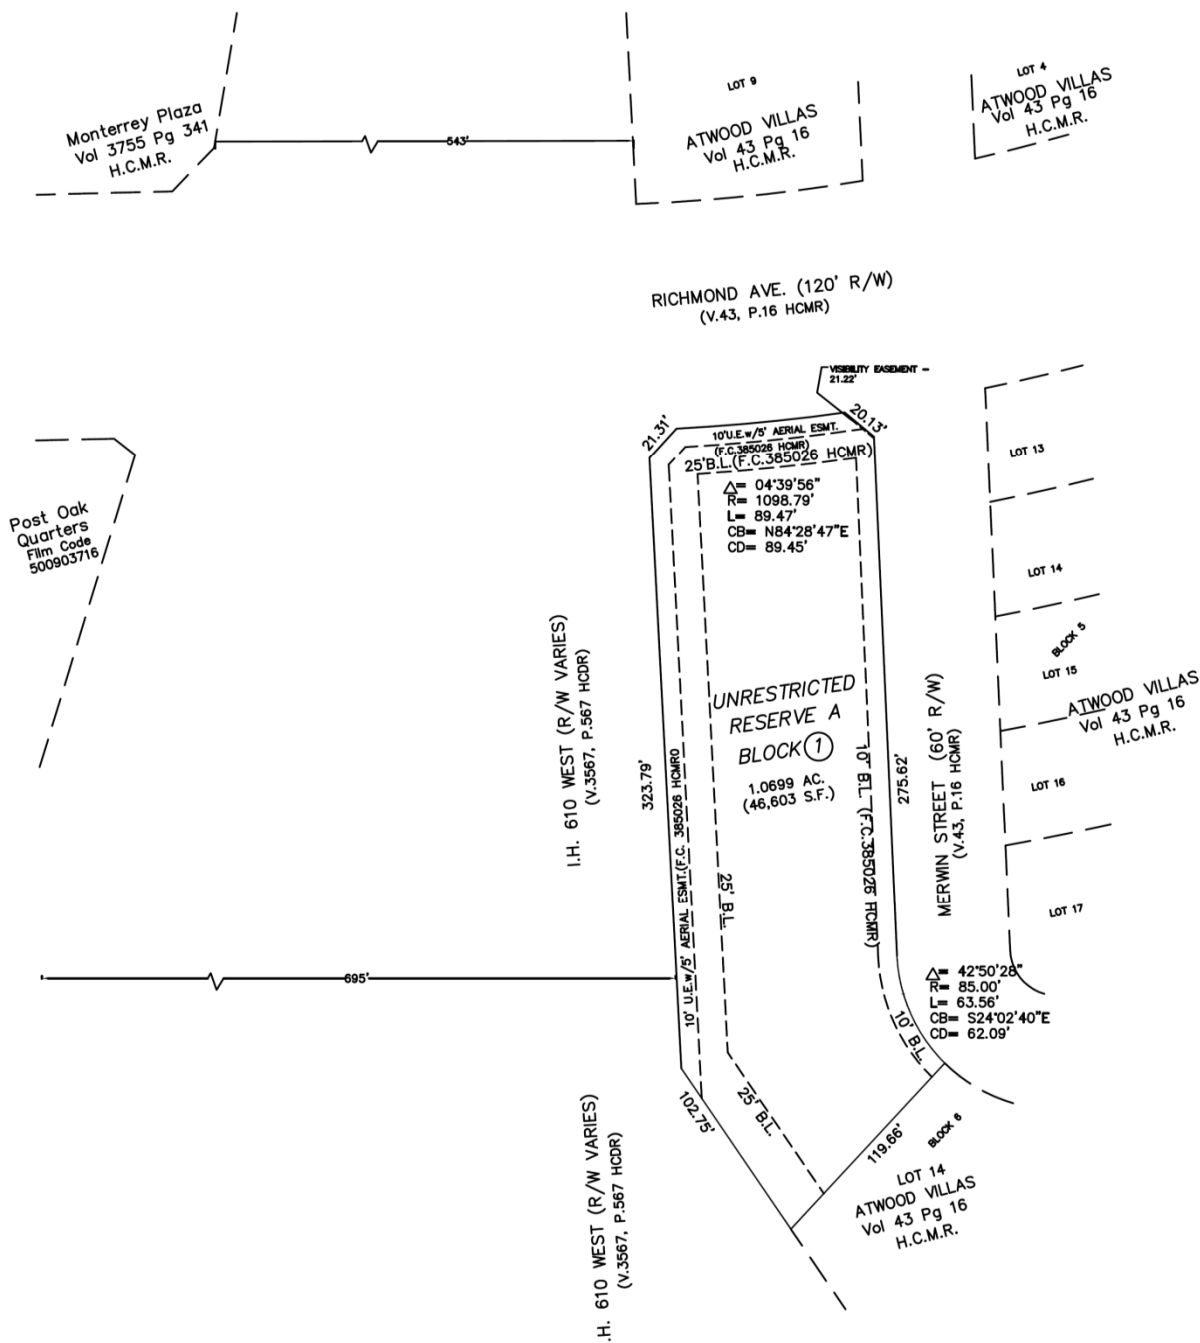 LOT 9
ATWOOD VILLAS
Vol 43 Pg 16
H.C.M.R.
LOT 4
ATWOOD VILLAS
Vol 43 Pg 16
H.C.M.R.
Monterrey Plaza
Vol 3755 Pg 341
H.C.M.R.
543'
RICHMOND AVE. (120' R/W)
(V.43, P.16 HCMR)
VISIBILITY EASEMENT -
21.22'
21.31'
20.13'
10'U.E.w/5' AERIAL ESMT.
(F.C.385026 HCMR)
25'B.L.(F.C.385026 HCMR)
Δ= 04°39'56"
R= 1098.79'
L= 89.47'
CB= N84°28'47"E
CD= 89.45'
LOT 13
LOT 14
BLOCK 5
LOT 15
ATWOOD VILLAS
Vol 43 Pg 16
H.C.M.R.
LOT 16
LOT 17
Post Oak
Quarters
Film Code
500903716
I.H. 610 WEST (R/W VARIES)
(V.3567, P.567 HCDR)
323.79'
10' U.E.w/5' AERIAL ESMT.(F.C. 385026 HCMR0
25' B.L.
UNRESTRICTED
RESERVE A
BLOCK 1
1.0699 AC.
(46,603 S.F.)
10' B.L. (F.C.385026 HCMR)
275.62'
MERWIN STREET (60' R/W)
(V.43, P.16 HCMR)
695'
Δ= 42°50'28"
R= 85.00'
L= 63.56'
CB= S24°02'40"E
CD= 62.09'
10' B.L.
25' B.L.
102.75'
119.66'
BLOCK 6
LOT 14
ATWOOD VILLAS
Vol 43 Pg 16
H.C.M.R.
.H. 610 WEST (R/W VARIES)
(V.3567, P.567 HCDR)